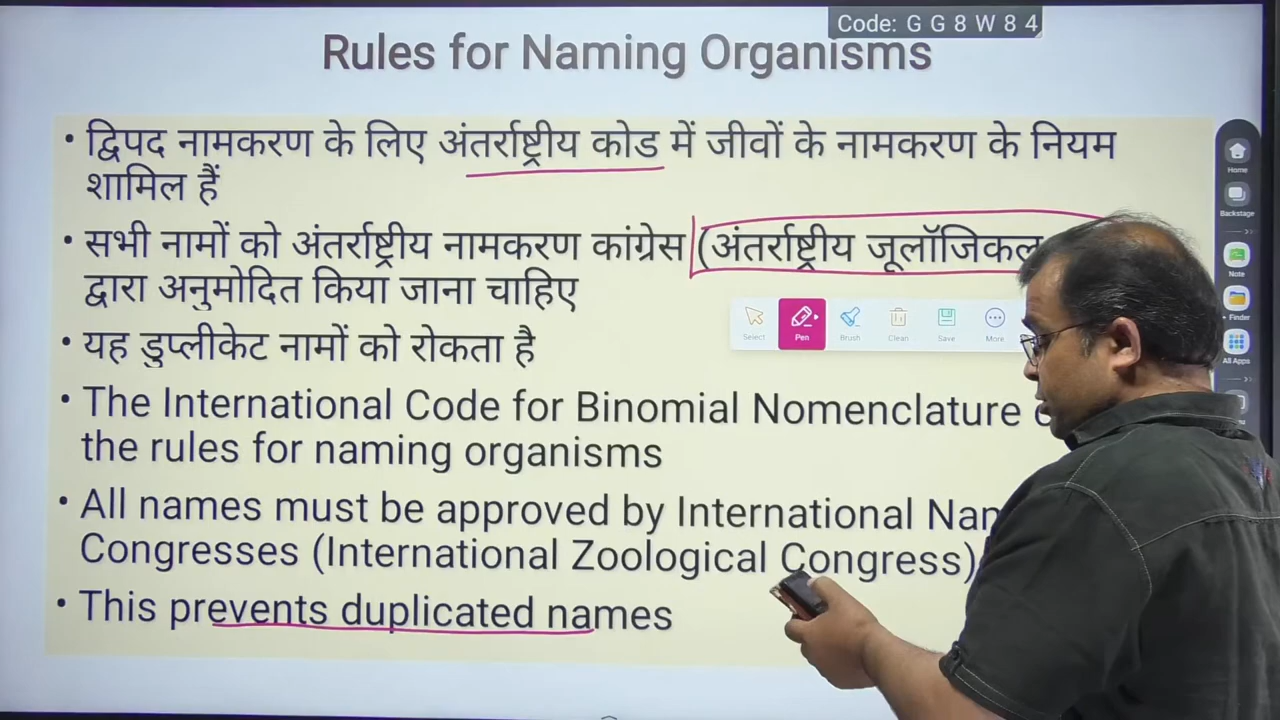 Code: G G 8 W 8 4
Rules for Naming Organisms
• द्विपद नामकरण के लिए अंतर्राष्ट्रीय कोड में जीवों के नामकरण के नियम
शामिल हैं
• सभी नामों को अंतर्राष्ट्रीय नामकरण कांग्रेस (अंतर्राष्ट्रीय जूलॉजिकल
द्वारा अनुमोदित किया जाना चाहिए
• यह डुप्लीकेट नामों को रोकता है
• The International Code for Binomial Nomenclature
the rules for naming organisms
• All names must be approved by International
Congresses (International Zoological Congress)
• This prevents duplicated names
Home
Backstage
Note
Finder
All Apps
Select
Pen
Brush
Clean
Save
More